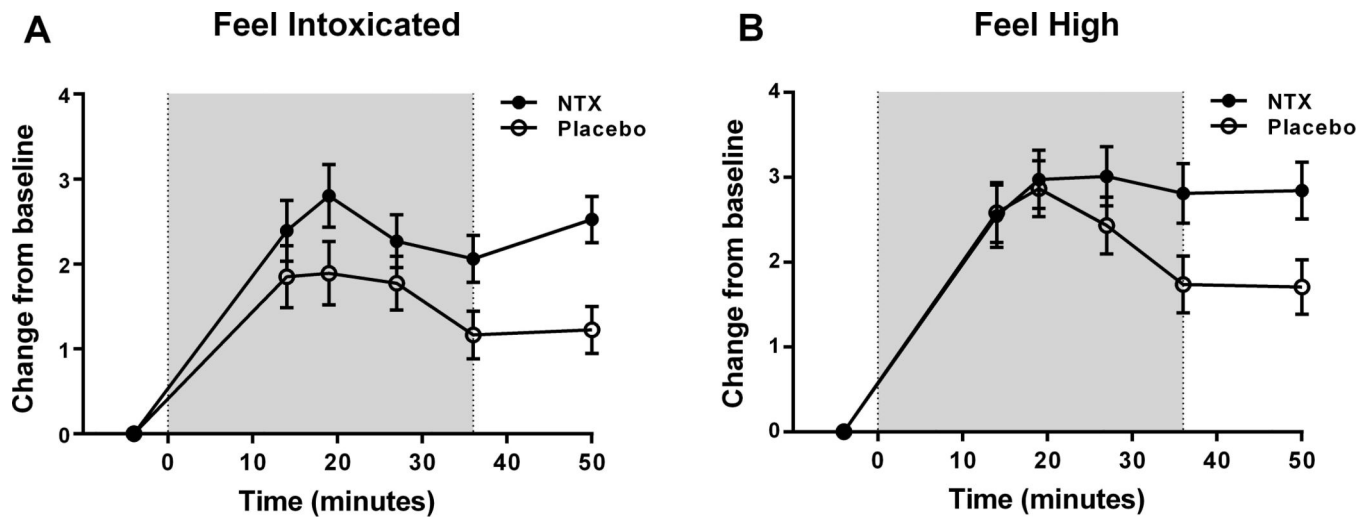 A
Feel Intoxicated
Change from baseline
4
3
2
1
0
NTX
Placebo
0 10 20 30 40 50
Time (minutes)
B
Feel High
Change from baseline
4
3
2
1
0
NTX
Placebo
0 10 20 30 40 50
Time (minutes)